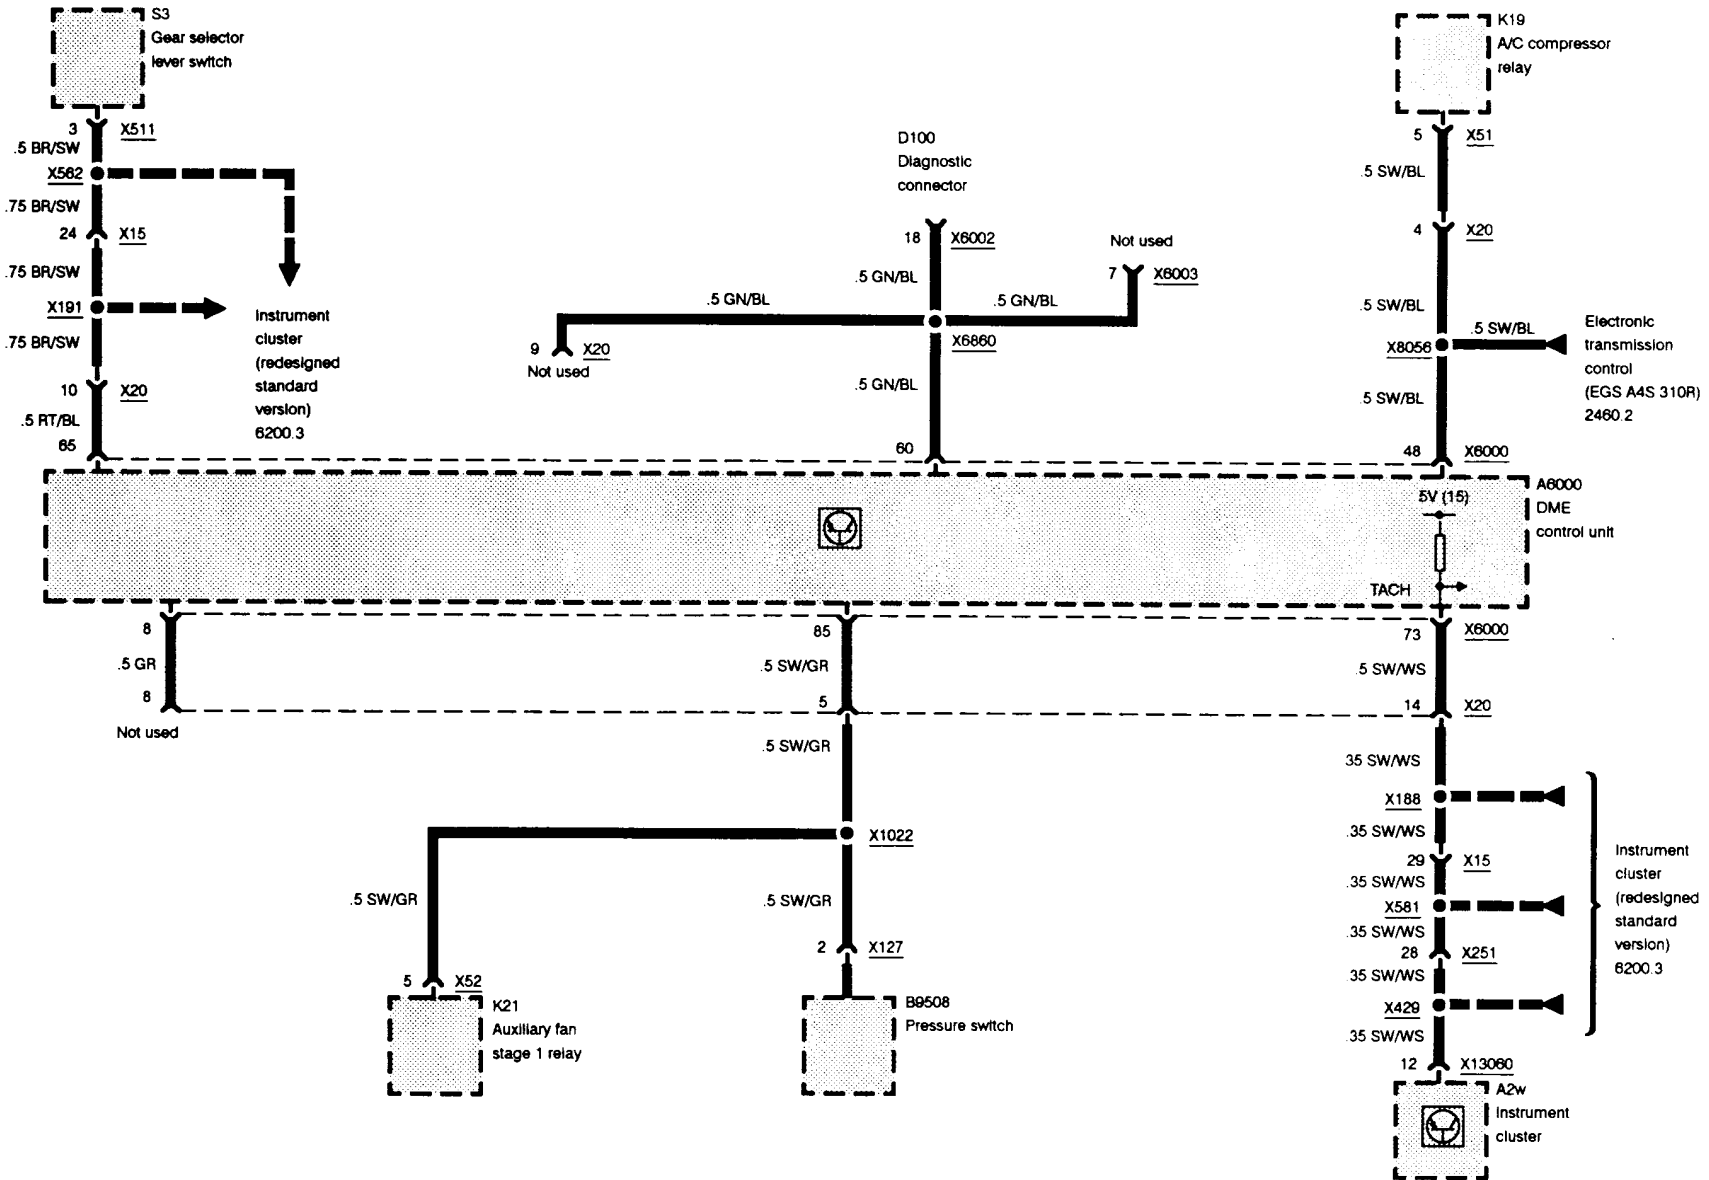 S3
Gear selector
lever switch
3 X511
.5 BR/SW
X562
.75 BR/SW
24 X15
.75 BR/SW
X191
.75 BR/SW
10 X20
.5 RT/BL
65
Instrument
cluster
(redesigned
standard
version)
6200.3
D100
Diagnostic
connector
18 X6002
.5 GN/BL
Not used
7 X6003
.5 GN/BL
.5 GN/BL
9 X20
Not used
X6860
.5 GN/BL
60
K19
A/C compressor
relay
5 X51
.5 SW/BL
4 X20
.5 SW/BL
X8056
.5 SW/BL
Electronic
transmission
control
(EGS A4S 310R)
2460.2
.5 SW/BL
48 X6000
A6000
DME
control unit
5V (15)
TACH
8
.5 GR
8
Not used
85
.5 SW/GR
5
.5 SW/GR
X1022
.5 SW/GR
5 X52
K21
Auxiliary fan
stage 1 relay
.5 SW/GR
2 X127
B9508
Pressure switch
73 X6000
.5 SW/WS
14 X20
35 SW/WS
X188
.35 SW/WS
29 X15
.35 SW/WS
X581
.35 SW/WS
28 X251
.35 SW/WS
X429
.35 SW/WS
12 X13060
Instrument
cluster
(redesigned
standard
version)
6200.3
A2w
Instrument
cluster